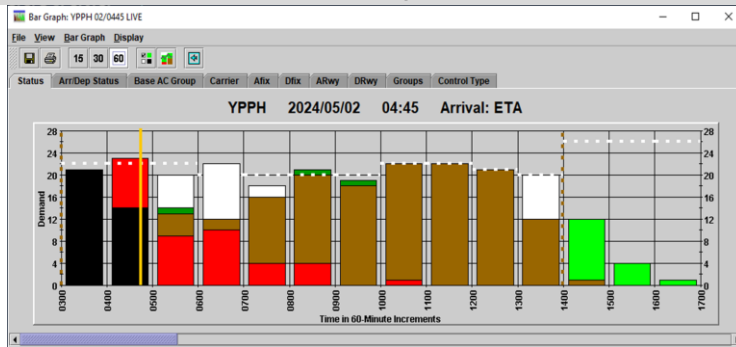 Bar Graph: YPPH 02/0445 LIVE
File View Bar Graph Display
15 30 60
Status Arr/Dep Status Base AC Group Carrier Afix Dfix ARwy DRwy Groups Control Type
YPPH 2024/05/02 04:45 Arrival: ETA
28 28
24 24
20 20
16 16
Demand
12 12
8 8
4 4
0 0
0300 0400 0500 0600 0700 0800 0900 1000 1100 1200 1300 1400 1500 1600 1700
Time in 60-Minute Increments